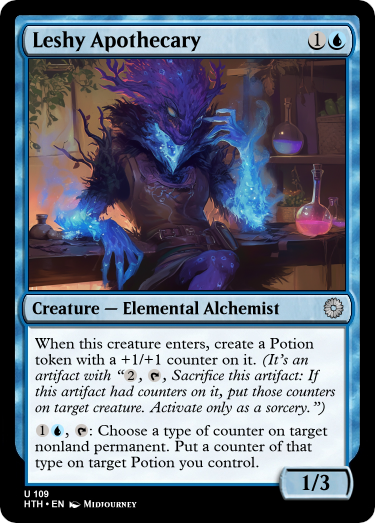 Leshy Apothecary 1
Creature — Elemental Alchemist
When this creature enters, create a Potion
token with a +1/+1 counter on it. (It's an
artifact with “2, , Sacrifice this artifact: If
this artifact had counters on it, put those counters
on target creature. Activate only as a sorcery.”)
1, : Choose a type of counter on target
nonland permanent. Put a counter of that
type on target Potion you control.
1/3
U 109
HTH • EN Midjourney